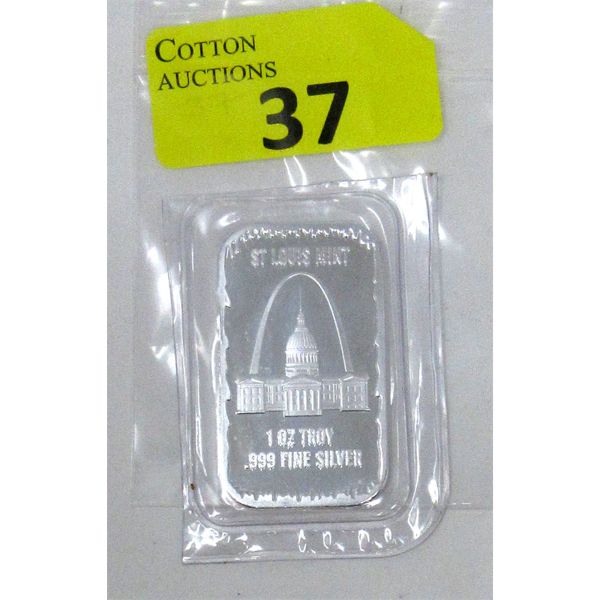 COTTON
AUCTIONS
37
ST LOUIS MINT
1 OZ TROY
.999 FINE SILVER